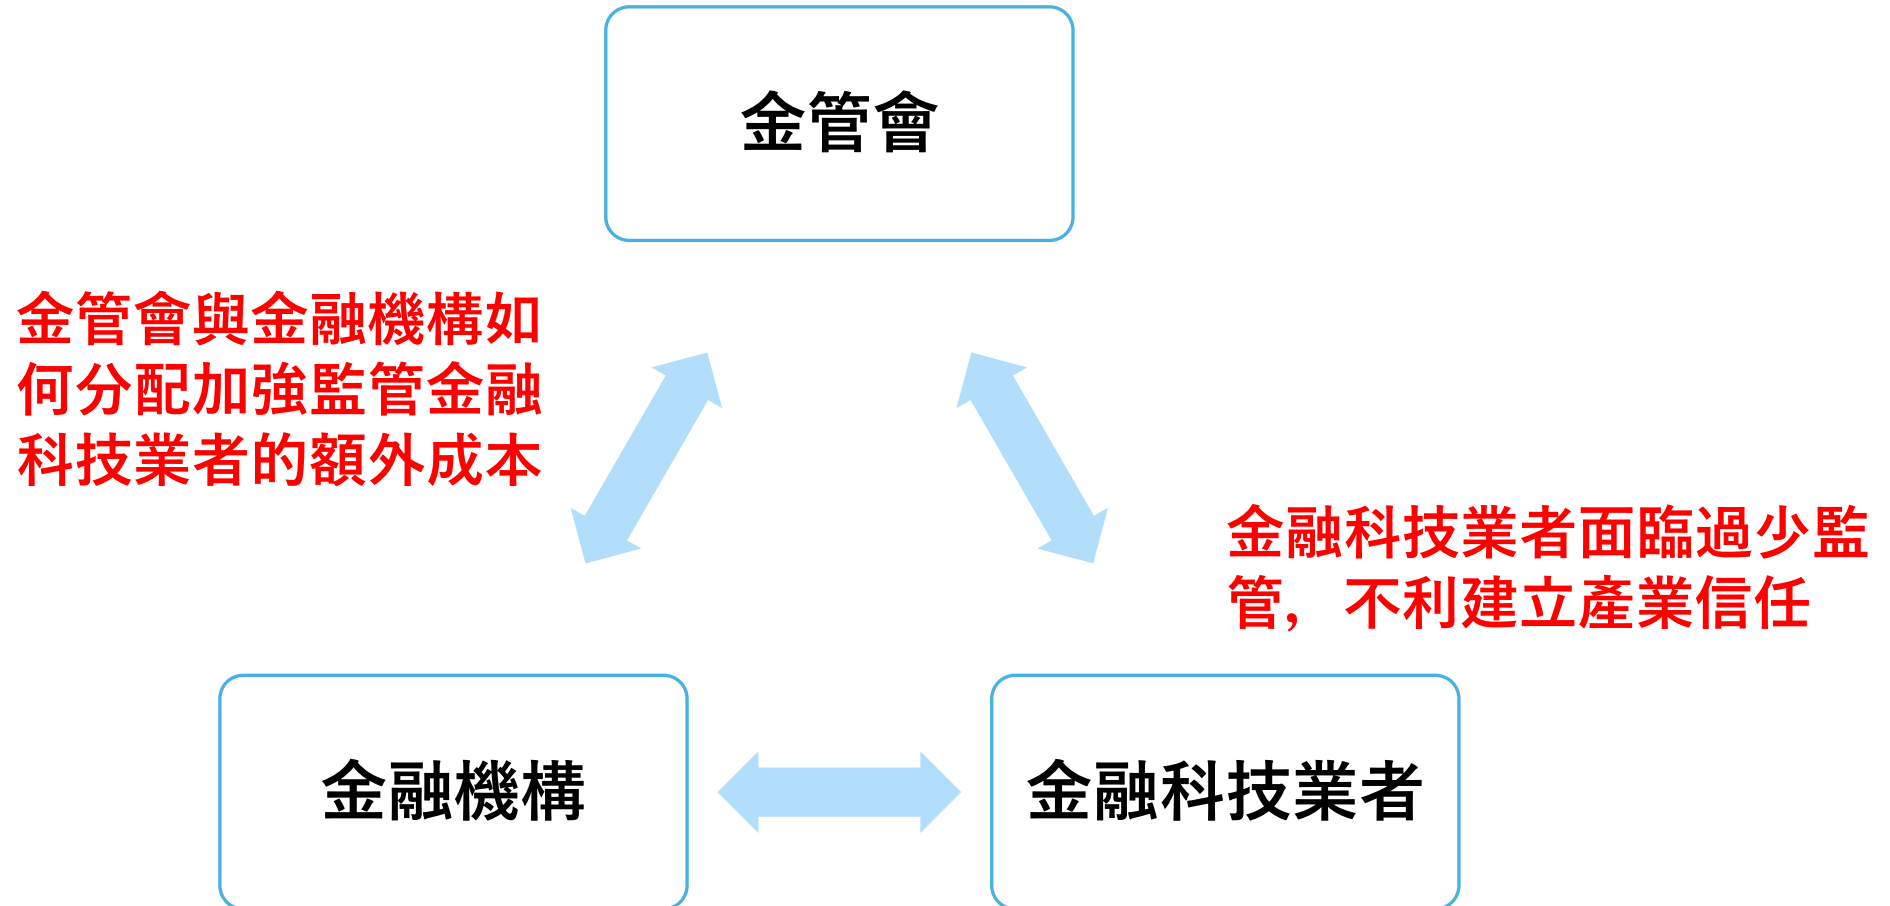 金管會
金管會與金融機構如
何分配加強監管金融
科技業者的額外成本
金融科技業者面臨過少監
管，不利建立產業信任
金融機構
金融科技業者